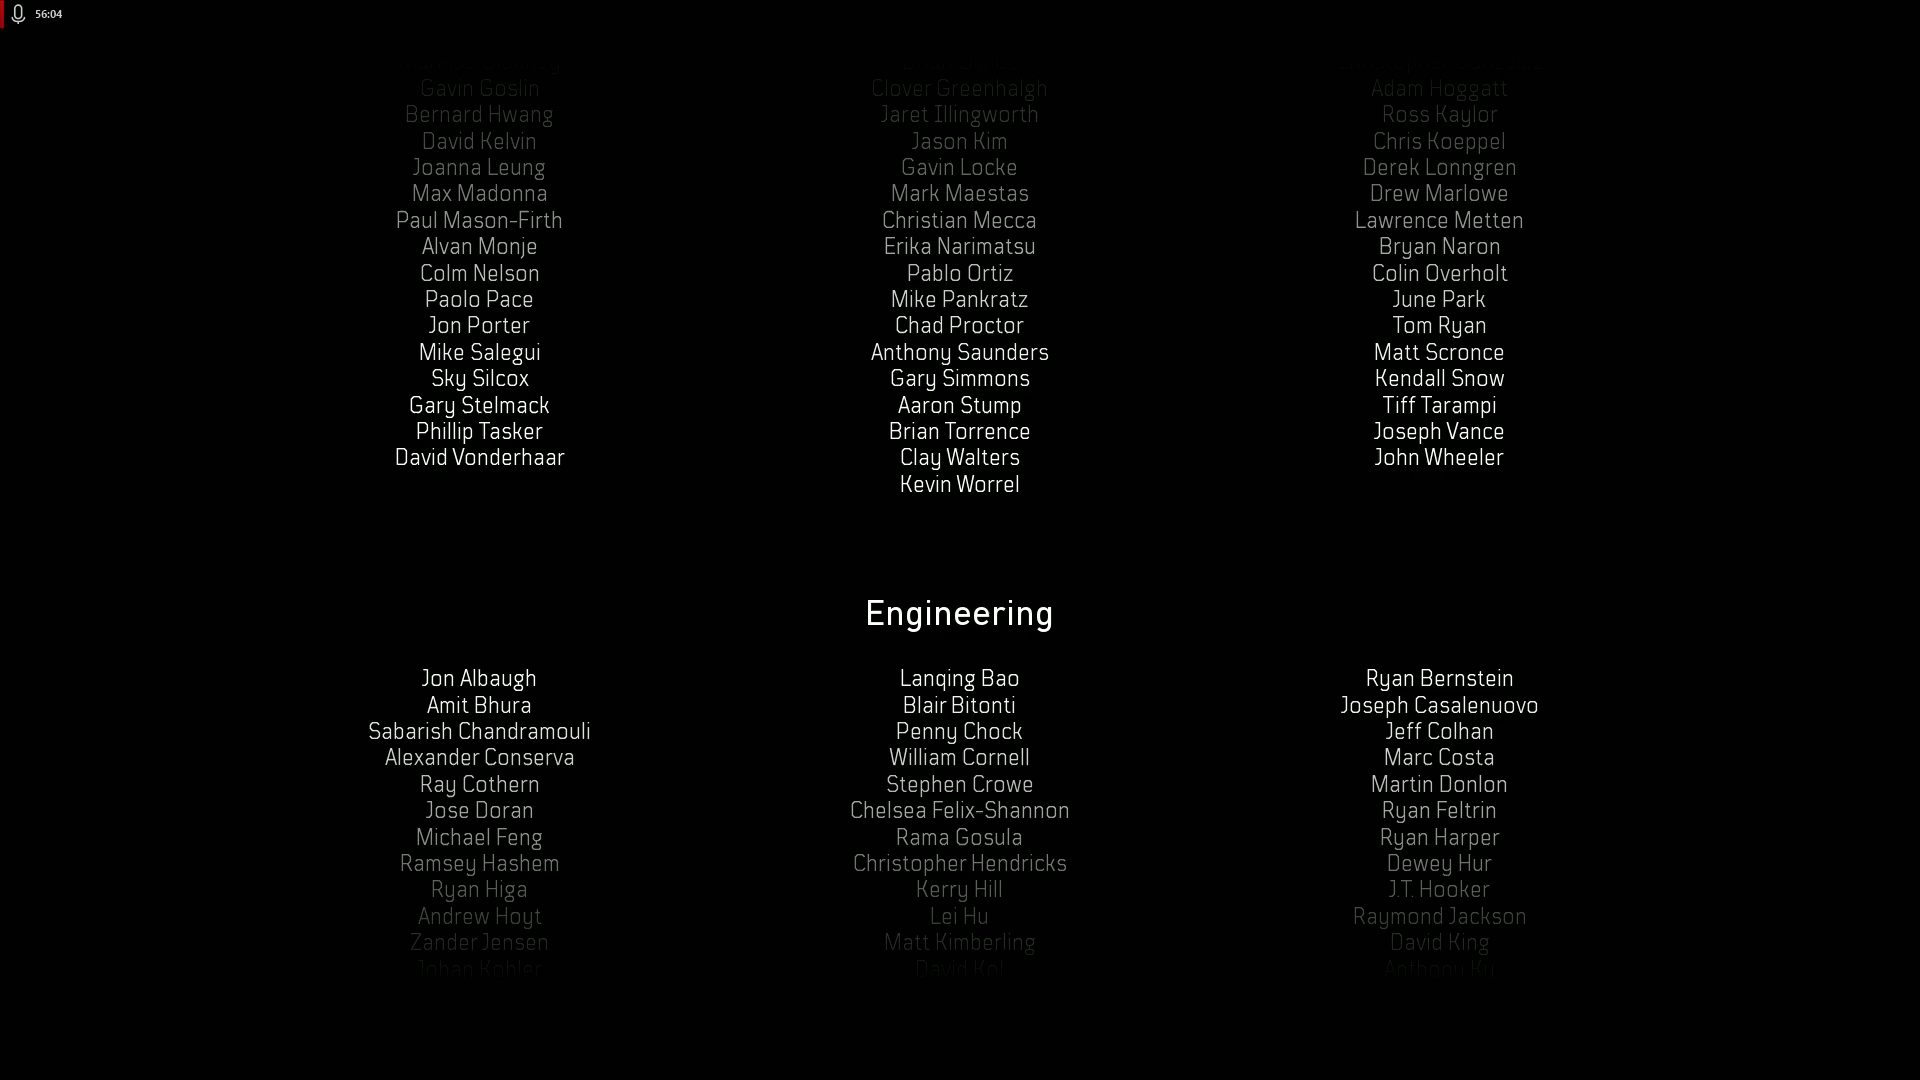 56:04
Gavin Goslin Clover Greenhalgh Adam Hoggatt
Bernard Hwang Jaret Illingworth Ross Kaylor
David Kelvin Jason Kim Chris Koeppel
Joanna Leung Gavin Locke Derek Lonngren
Max Madonna Mark Maestas Drew Marlowe
Paul Mason-Firth Christian Mecca Lawrence Metten
Alvan Monje Erika Narimatsu Bryan Naron
Colm Nelson Pablo Ortiz Colin Overholt
Paolo Pace Mike Pankratz June Park
Jon Porter Chad Proctor Tom Ryan
Mike Salegui Anthony Saunders Matt Scronce
Sky Silcox Gary Simmons Kendall Snow
Gary Stelmack Aaron Stump Tiff Tarampi
Phillip Tasker Brian Torrence Joseph Vance
David Vonderhaar Clay Walters John Wheeler
Kevin Worrel
Engineering
Jon Albaugh Lanqing Bao Ryan Bernstein
Amit Bhura Blair Bitonti Joseph Casalenuovo
Sabarish Chandramouli Penny Chock Jeff Colhan
Alexander Conserva William Cornell Marc Costa
Ray Cothern Stephen Crowe Martin Donlon
Jose Doran Chelsea Felix-Shannon Ryan Feltrin
Michael Feng Rama Gosula Ryan Harper
Ramsey Hashem Christopher Hendricks Dewey Hur
Ryan Higa Kerry Hill J.T. Hooker
Andrew Hoyt Lei Hu Raymond Jackson
Zander Jensen Matt Kimberling David King
Johan Kohler David Kol Anthony Ky